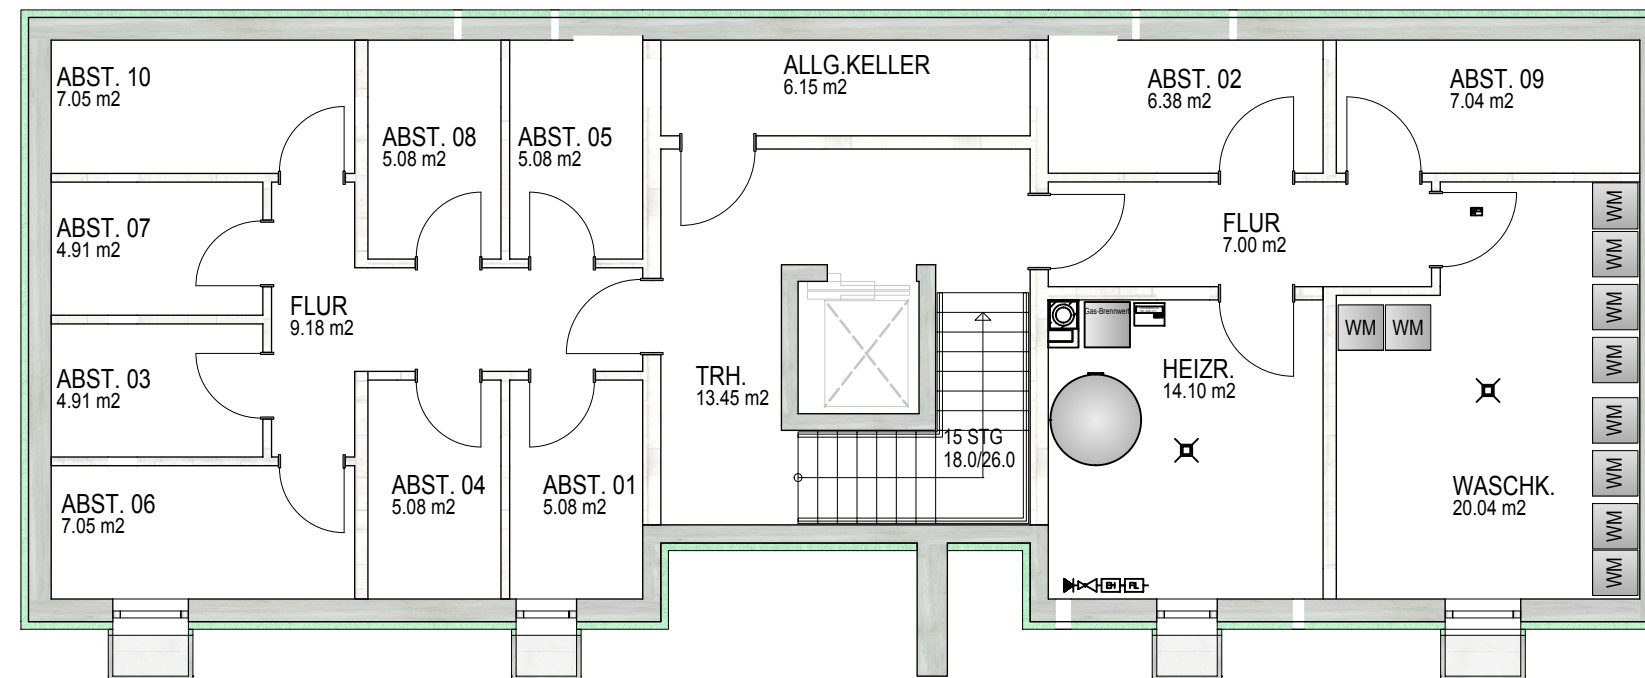 ABST. 10
7.05 m2
ABST. 08
5.08 m2
ABST. 05
5.08 m2
ALLG.KELLER
6.15 m2
ABST. 02
6.38 m2
ABST. 09
7.04 m2
ABST. 07
4.91 m2
FLUR
9.18 m2
FLUR
7.00 m2
ABST. 03
4.91 m2
TRH.
13.45 m2
Gas-Brennwert
HEIZR.
14.10 m2
WM
WM
WM
WM
WM
WM
WM
WM
WM
WM
15 STG
18.0/26.0
ABST. 06
7.05 m2
ABST. 04
5.08 m2
ABST. 01
5.08 m2
WASCHK.
20.04 m2
EH
FIL